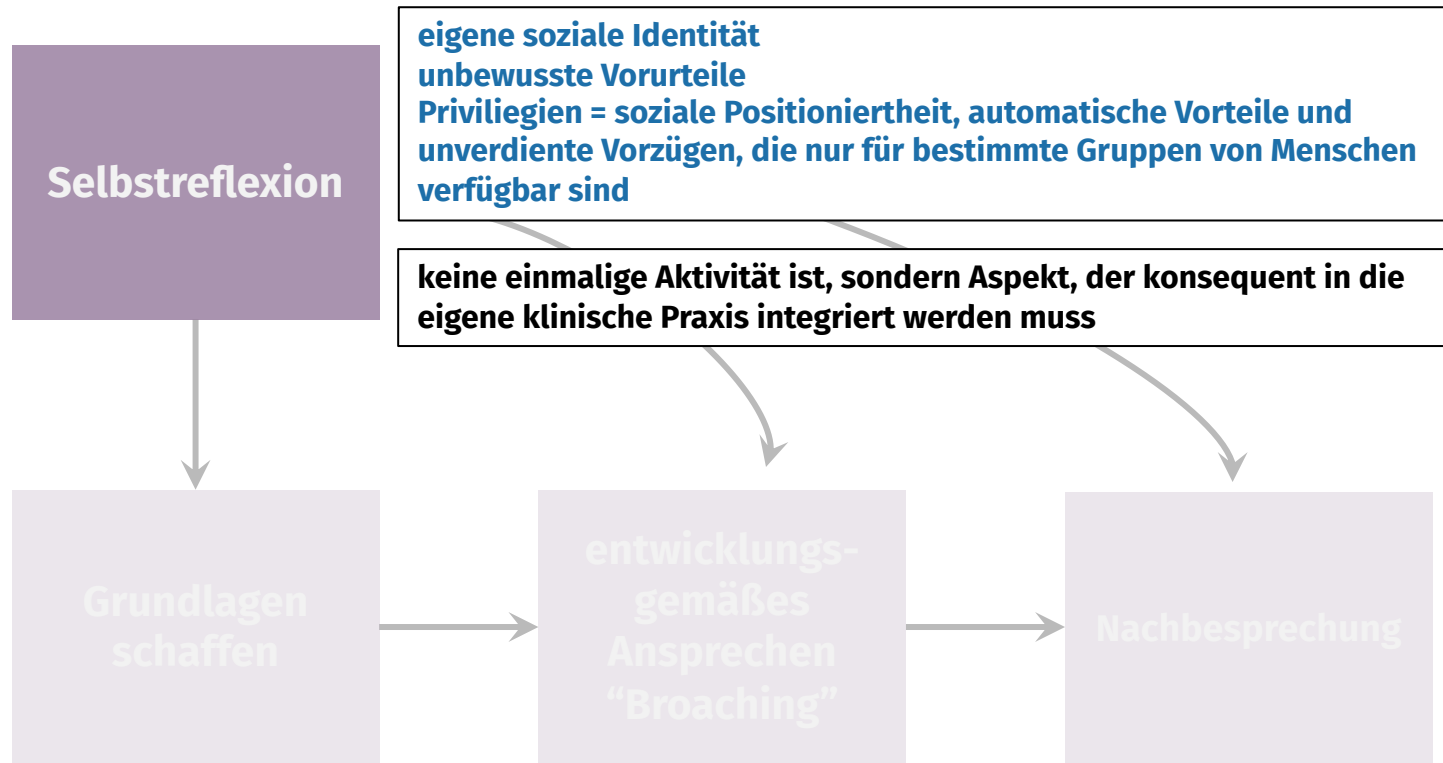 Selbstreflexion
eigene soziale Identität
unbewusste Vorurteile
Priviliegien = soziale Positioniertheit, automatische Vorteile und
unverdiente Vorzügen, die nur für bestimmte Gruppen von Menschen
verfügbar sind
keine einmalige Aktivität ist, sondern Aspekt, der konsequent in die
eigene klinische Praxis integriert werden muss
Grundlagen
schaffen
entwicklungs-
gemäßes
Ansprechen
“Broaching”
Nachbesprechung